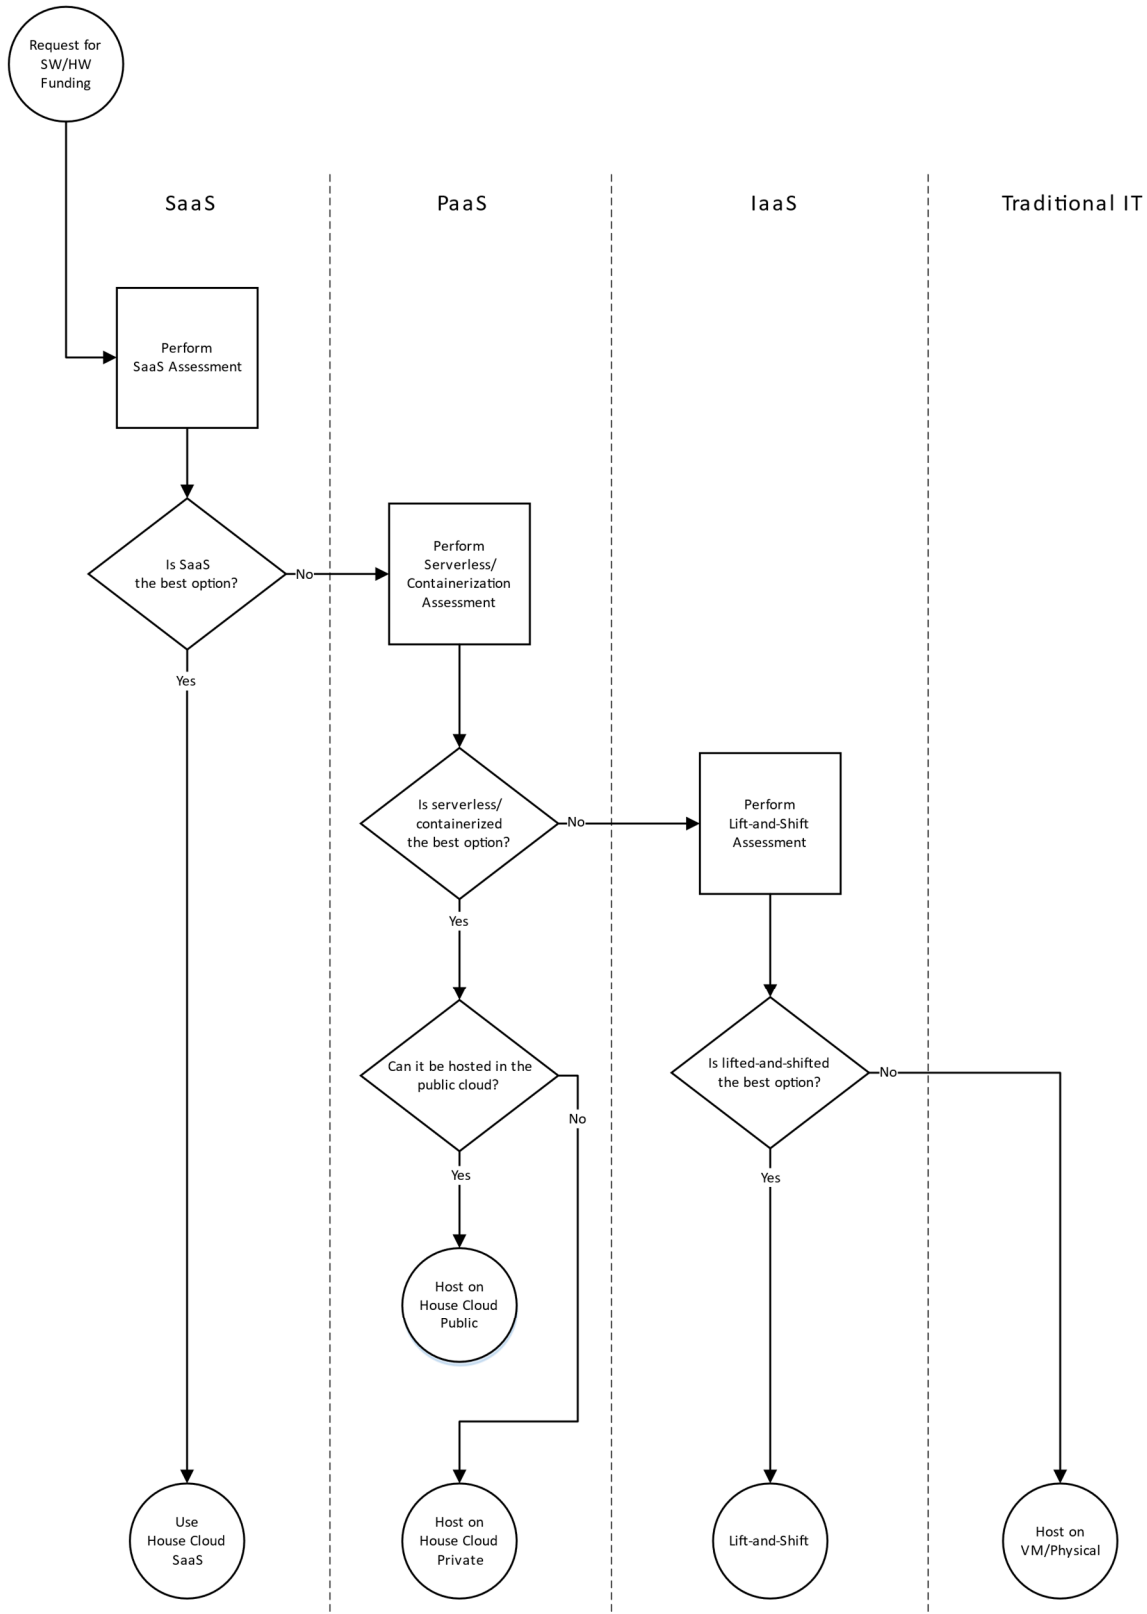 Request for
SW/HW
Funding
SaaS
PaaS
IaaS
Traditional IT
Perform
SaaS Assessment
Is SaaS
the best option?
No
Yes
Perform
Serverless/
Containerization
Assessment
Is serverless/
containerized
the best option?
No
Yes
Perform
Lift-and-Shift
Assessment
Can it be hosted in the
public cloud?
No
Yes
Is lifted-and-shifted
the best option?
No
Yes
Host on
House Cloud
Public
Use
House Cloud
SaaS
Host on
House Cloud
Private
Lift-and-Shift
Host on
VM/Physical